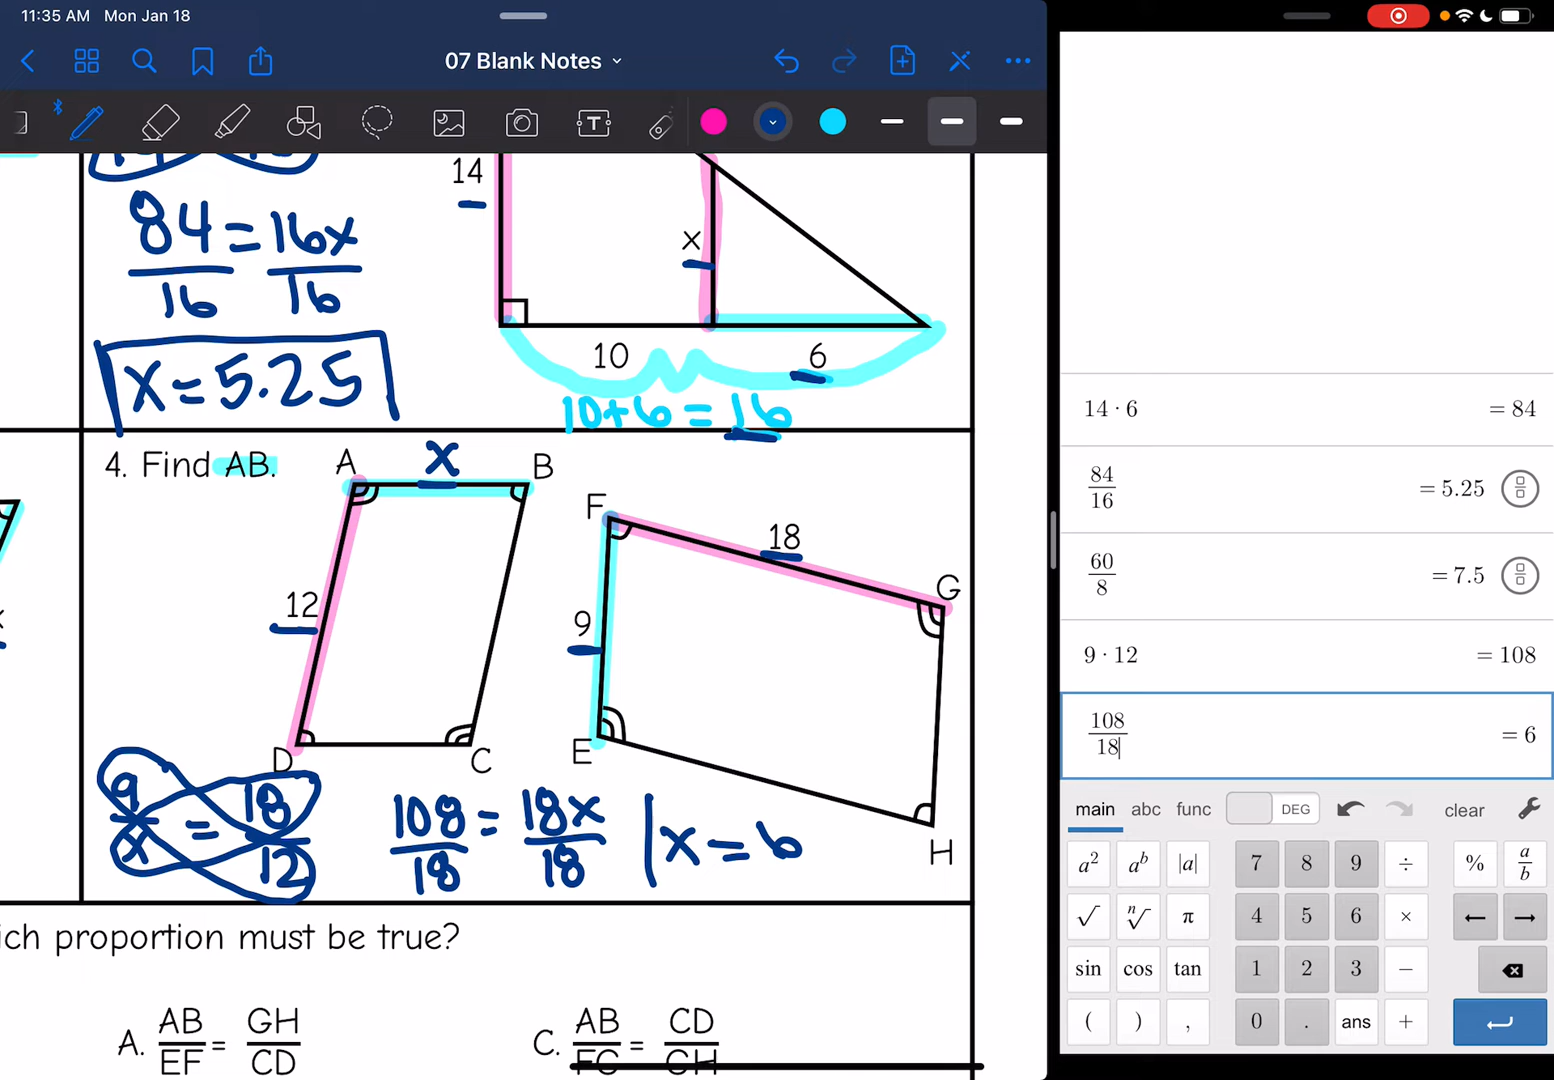 11:35 AM Mon Jan 18
07 Blank Notes
T
84 = 16x
16 16
x = 5.25
14
x
10
6
10+6 = 16
4. Find AB.
A
x
B
12
D
C
F
18
G
9
E
H
9 = 18
x 12
108 = 18x
18 18
x = 6
ich proportion must be true?
A. AB = GH
EF CD
C. AB = CD
14 · 6 = 84
84
16 = 5.25
60
8 = 7.5
9 · 12 = 108
108
18 = 6
main abc func DEG clear
a² aᵇ |a| 7 8 9 ÷ % a/b
√ ⁿ√ π 4 5 6 × ← →
sin cos tan 1 2 3 −
( ) , 0 . ans +